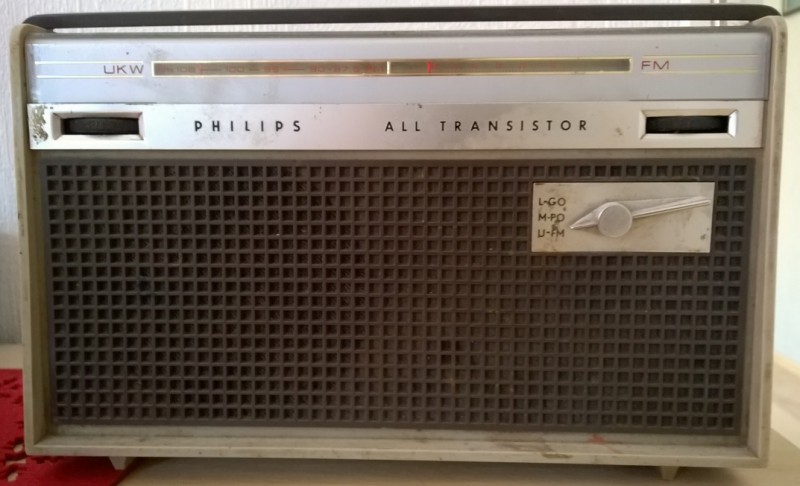 UKW FM
PHILIPS ALL TRANSISTOR
L-GO
M-PO
U-FM